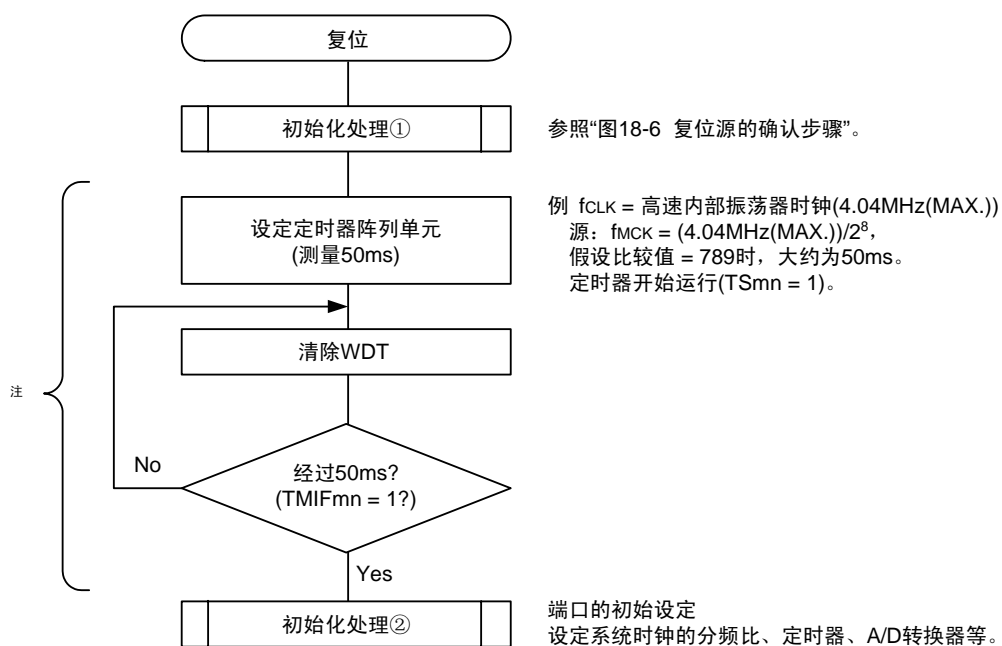 复位
初始化处理①
参照“图18-6 复位源的确认步骤”。
设定定时器阵列单元
(测量50ms)
例 fCLK = 高速内部振荡器时钟(4.04MHz(MAX.))
源：fMCK = (4.04MHz(MAX.))/2⁸，
假设比较值 = 789时，大约为50ms。
定时器开始运行(TSmn = 1)。
清除WDT
注
No
经过50ms?
(TMIFmn = 1?)
Yes
初始化处理②
端口的初始设定
设定系统时钟的分频比、定时器、A/D转换器等。